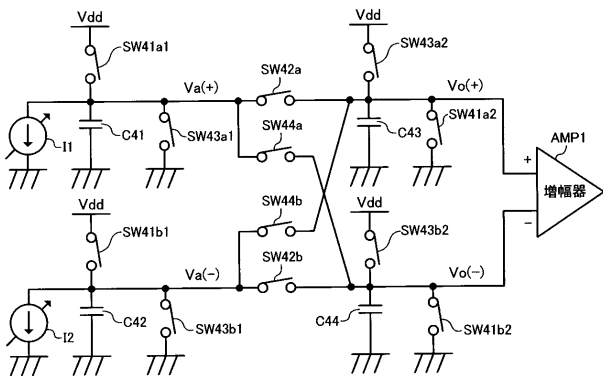 Vdd
SW41a1
Va(+)
SW42a
Vdd
SW43a2
Vo(+)
I1
C41
SW43a1
SW44a
C43
SW41a2
AMP1
+
増幅器
−
Vdd
SW41b1
SW44b
Vdd
SW43b2
Va(−)
SW42b
Vo(−)
I2
C42
SW43b1
C44
SW41b2